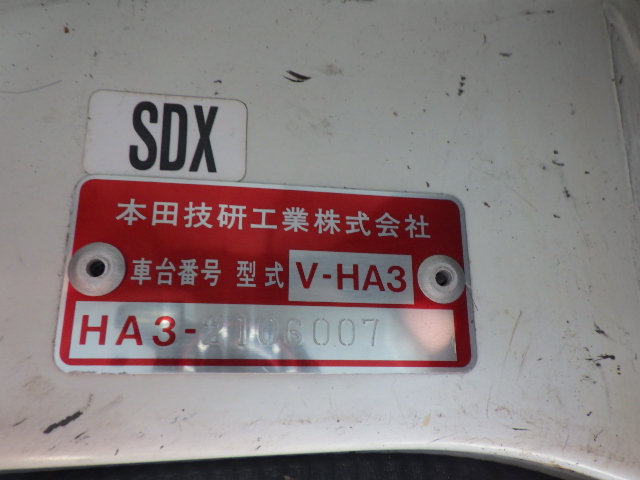 SDX
本田技研工業株式会社
車台番号 型式 V-HA3
HA3-2106007